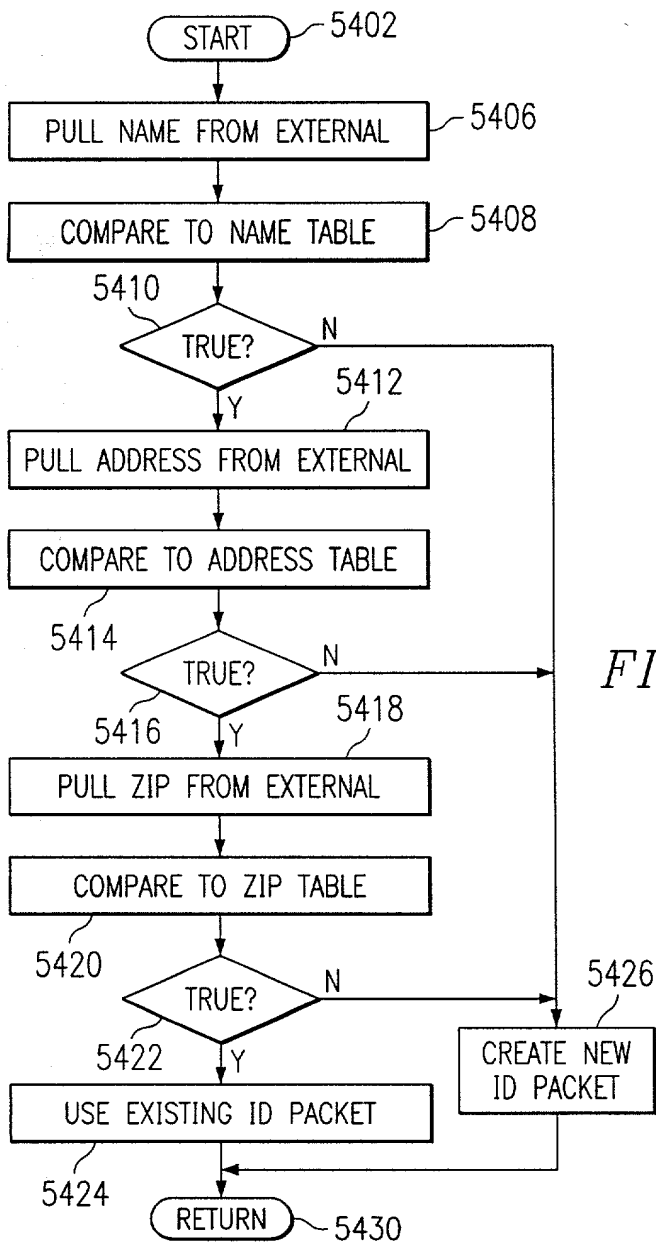 START
5402
PULL NAME FROM EXTERNAL
5406
COMPARE TO NAME TABLE
5408
5410
TRUE?
N
Y
5412
PULL ADDRESS FROM EXTERNAL
COMPARE TO ADDRESS TABLE
5414
TRUE?
N
FI
5416
Y
5418
PULL ZIP FROM EXTERNAL
COMPARE TO ZIP TABLE
5420
TRUE?
N
5422
Y
5426
CREATE NEW
ID PACKET
USE EXISTING ID PACKET
5424
RETURN
5430